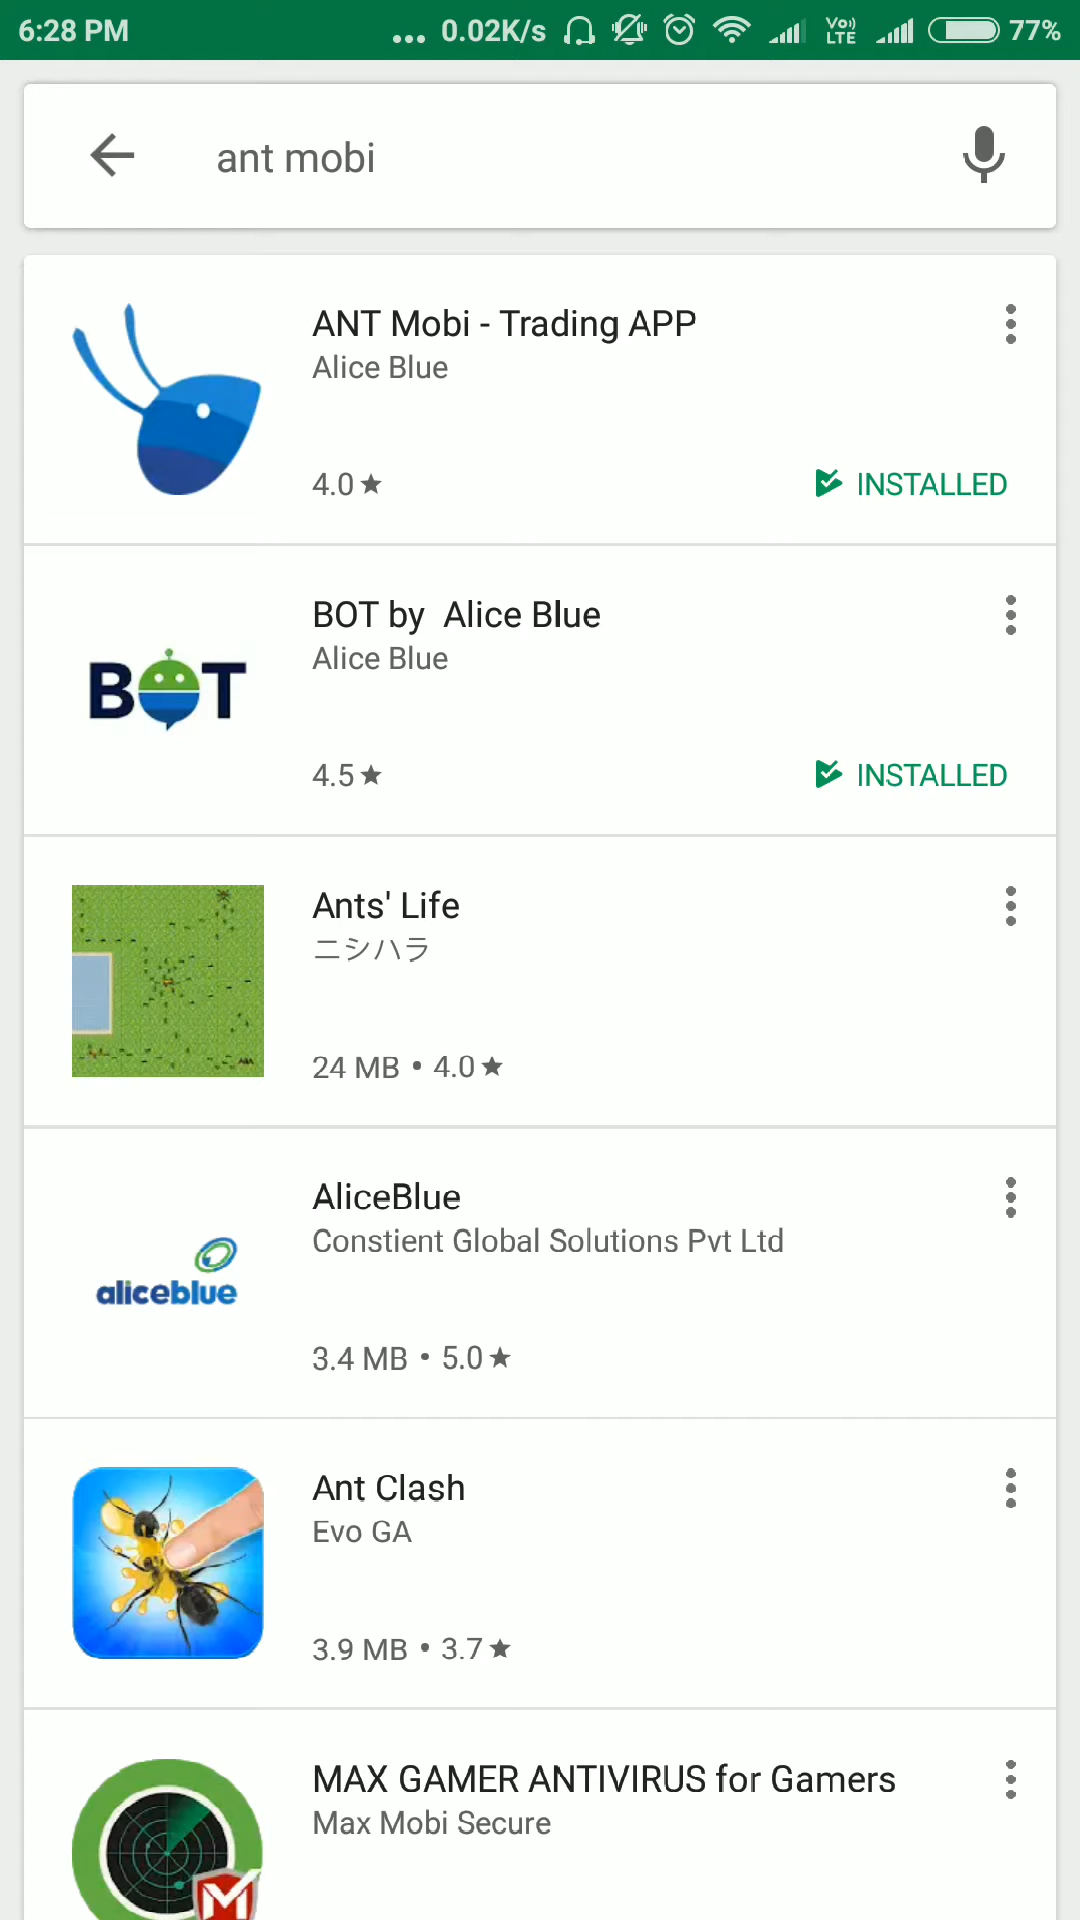 6:28 PM ... 0.02K/s VoLTE 77%
ant mobi
ANT Mobi - Trading APP
Alice Blue
4.0★ INSTALLED
BOT
BOT by  Alice Blue
Alice Blue
4.5★ INSTALLED
Ants' Life
ニシハラ
24 MB • 4.0★
aliceblue
AliceBlue
Constient Global Solutions Pvt Ltd
3.4 MB • 5.0★
Ant Clash
Evo GA
3.9 MB • 3.7★
MAX GAMER ANTIVIRUS for Gamers
Max Mobi Secure
M